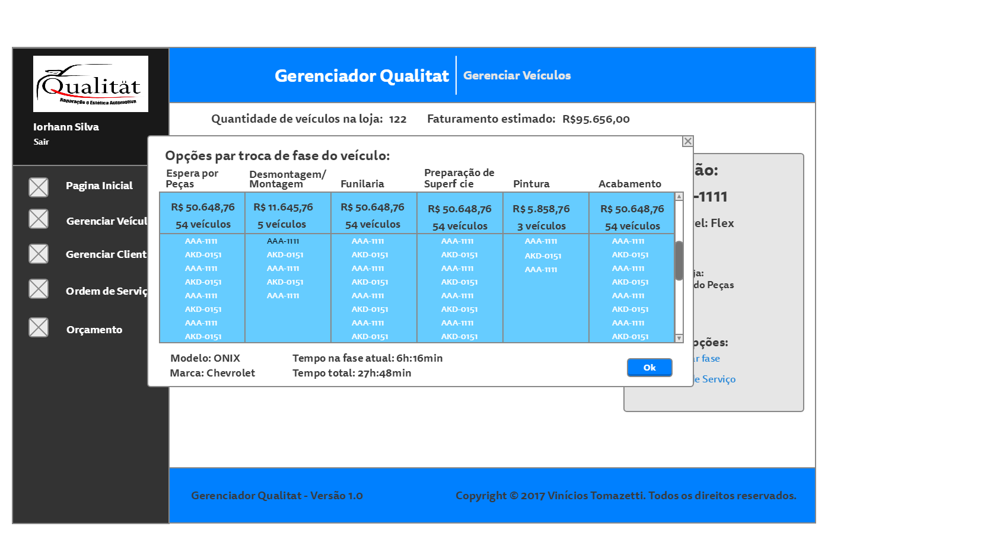 Qualität
Reparação e Estética Automotiva
Iorhann Silva
Sair
Pagina Inicial
Gerenciar Veícul
Gerenciar Client
Ordem de Serviç
Orçamento
Gerenciador Qualitat
Gerenciar Veículos
Quantidade de veículos na loja: 122
Faturamento estimado: R$95.656,00
Opções par troca de fase do veículo:
Espera por
Peças
Desmontagem/
Montagem
Funilaria
Preparação de
Superf cie
Pintura
Acabamento
R$ 50.648,76
54 veículos
R$ 11.645,76
5 veículos
R$ 50.648,76
54 veículos
R$ 50.648,76
54 veículos
R$ 5.858,76
3 veículos
R$ 50.648,76
54 veículos
AAA-1111
AKD-0151
AAA-1111
AKD-0151
AAA-1111
AKD-0151
AAA-1111
AKD-0151
AAA-1111
AKD-0151
AAA-1111
AKD-0151
AAA-1111
AAA-1111
AKD-0151
AAA-1111
AKD-0151
AAA-1111
AKD-0151
AAA-1111
AKD-0151
AAA-1111
AKD-0151
AAA-1111
AKD-0151
AAA-1111
AKD-0151
AAA-1111
AKD-0151
AAA-1111
AKD-0151
AAA-1111
AAA-1111
AKD-0151
AAA-1111
AKD-0151
AAA-1111
AKD-0151
AAA-1111
AKD-0151
Modelo: ONIX
Marca: Chevrolet
Tempo na fase atual: 6h:16min
Tempo total: 27h:48min
Ok
ão:
-1111
el: Flex
ja:
do Peças
pções:
ar fase
de Serviço
Gerenciador Qualitat - Versão 1.0
Copyright © 2017 Vinícios Tomazetti. Todos os direitos reservados.